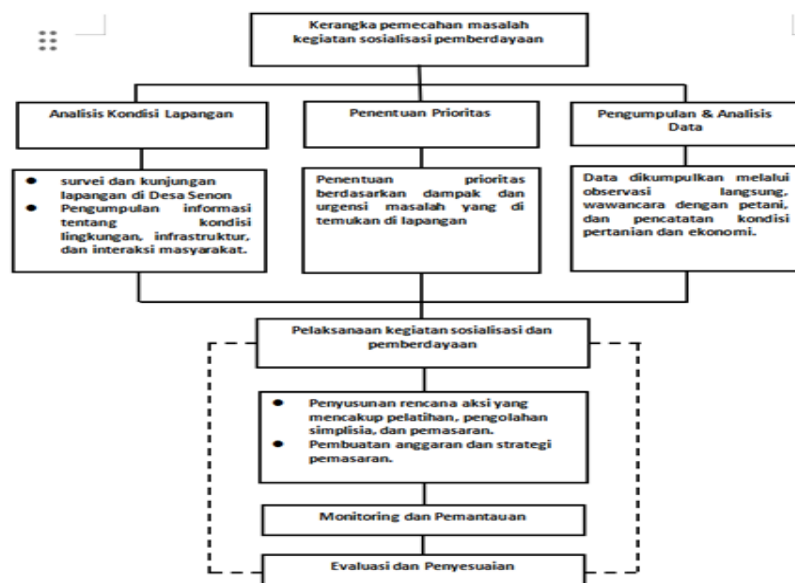 Kerangka pemecahan masalah
kegiatan sosialisasi pemberdayaan
Analisis Kondisi Lapangan
● survei dan kunjungan
lapangan di Desa Senon
● Pengumpulan informasi
tentang kondisi
lingkungan, infrastruktur,
dan interaksi masyarakat.
Penentuan Prioritas
Penentuan prioritas
berdasarkan dampak dan
urgensi masalah yang di
temukan di lapangan
Pengumpulan & Analisis
Data
Data dikumpulkan melalui
observasi langsung,
wawancara dengan petani,
dan pencatatan kondisi
pertanian dan ekonomi.
Pelaksanaan kegiatan sosialisasi dan
pemberdayaan
● Penyusunan rencana aksi yang
mencakup pelatihan, pengolahan
simplisia, dan pemasaran.
● Pembuatan anggaran dan strategi
pemasaran.
Monitoring dan Pemantauan
Evaluasi dan Penyesuaian